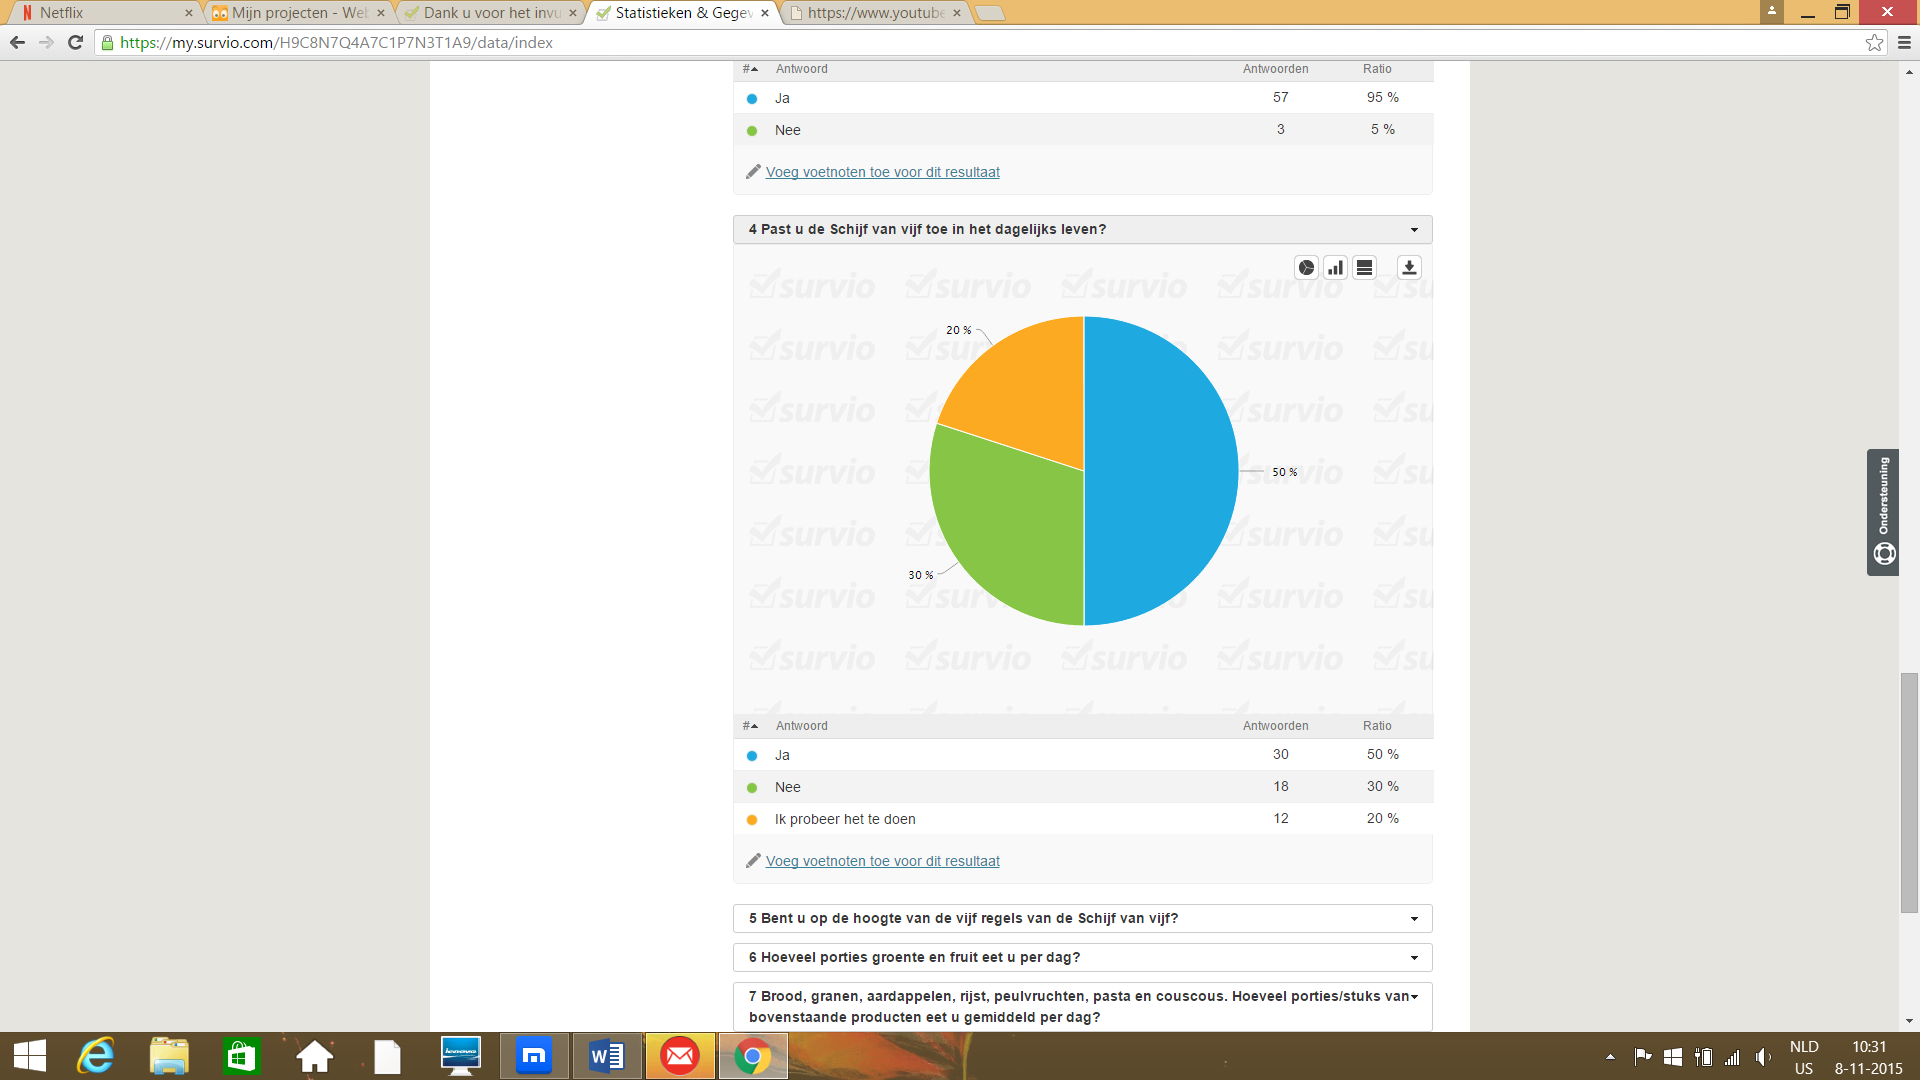 Netflix
Mijn projecten - Web
Dank u voor het invu
Statistieken & Gegev
https://www.youtube
https://my.survio.com/H9C8N7Q4A7C1P7N3T1A9/data/index
# Antwoord Antwoorden Ratio
Ja 57 95 %
Nee 3 5 %
Voeg voetnoten toe voor dit resultaat
4 Past u de Schijf van vijf toe in het dagelijks leven?
survio
20 %
50 %
30 %
Ondersteuning
# Antwoord Antwoorden Ratio
Ja 30 50 %
Nee 18 30 %
Ik probeer het te doen 12 20 %
Voeg voetnoten toe voor dit resultaat
5 Bent u op de hoogte van de vijf regels van de Schijf van vijf?
6 Hoeveel porties groente en fruit eet u per dag?
7 Brood, granen, aardappelen, rijst, peulvruchten, pasta en couscous. Hoeveel porties/stuks van
bovenstaande producten eet u gemiddeld per dag?
NLD 10:31
US 8-11-2015